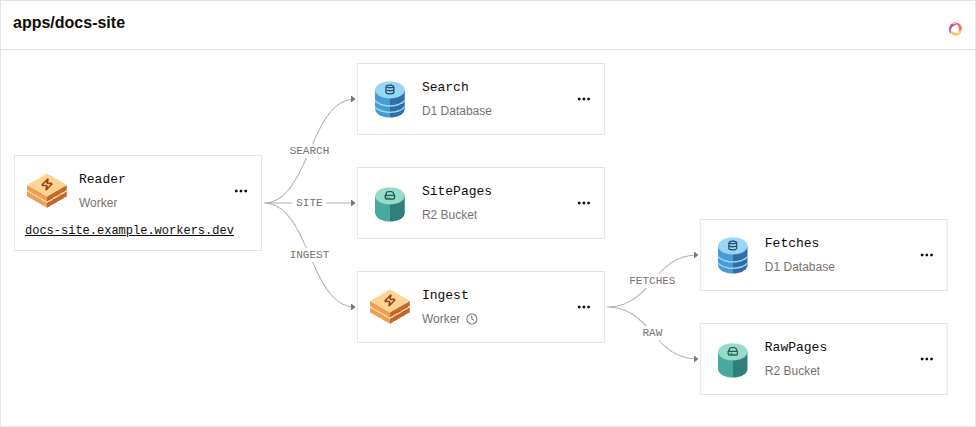 apps/docs-site
Search
D1 Database
SEARCH
Reader
Worker
docs-site.example.workers.dev
SITE
SitePages
R2 Bucket
INGEST
Ingest
Worker
FETCHES
Fetches
D1 Database
RAW
RawPages
R2 Bucket